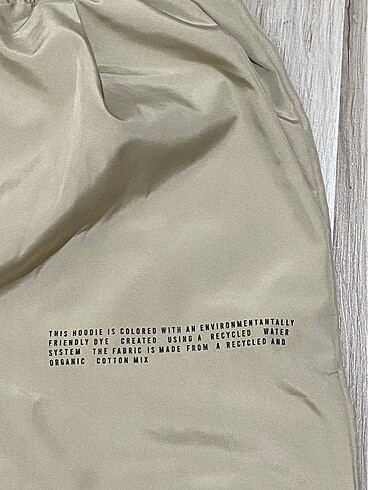 THIS HOODIE IS COLORED WITH AN ENVIRONMENTANTALLY
FRIENDLY DYE CREATED USING A RECYCLED WATER
SYSTEM THE FABRIC IS MADE FROM A RECYCLED AND
ORGANIC COTTON MIX